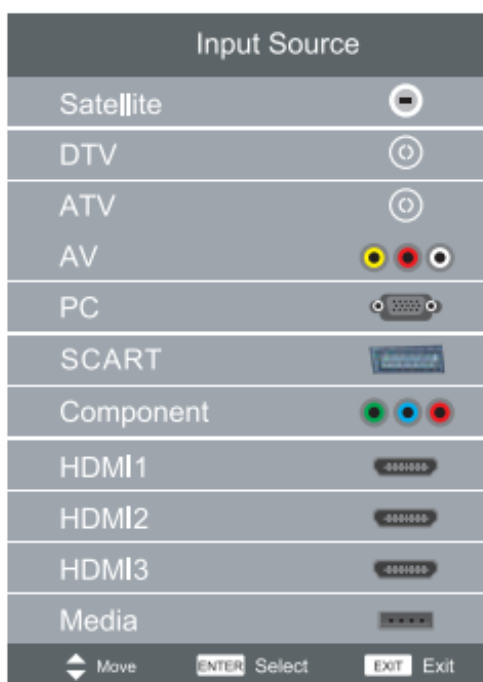 Input Source
Satellite
DTV
ATV
AV
PC
SCART
Component
HDMI1
HDMI2
HDMI3
Media
Move ENTER Select EXIT Exit